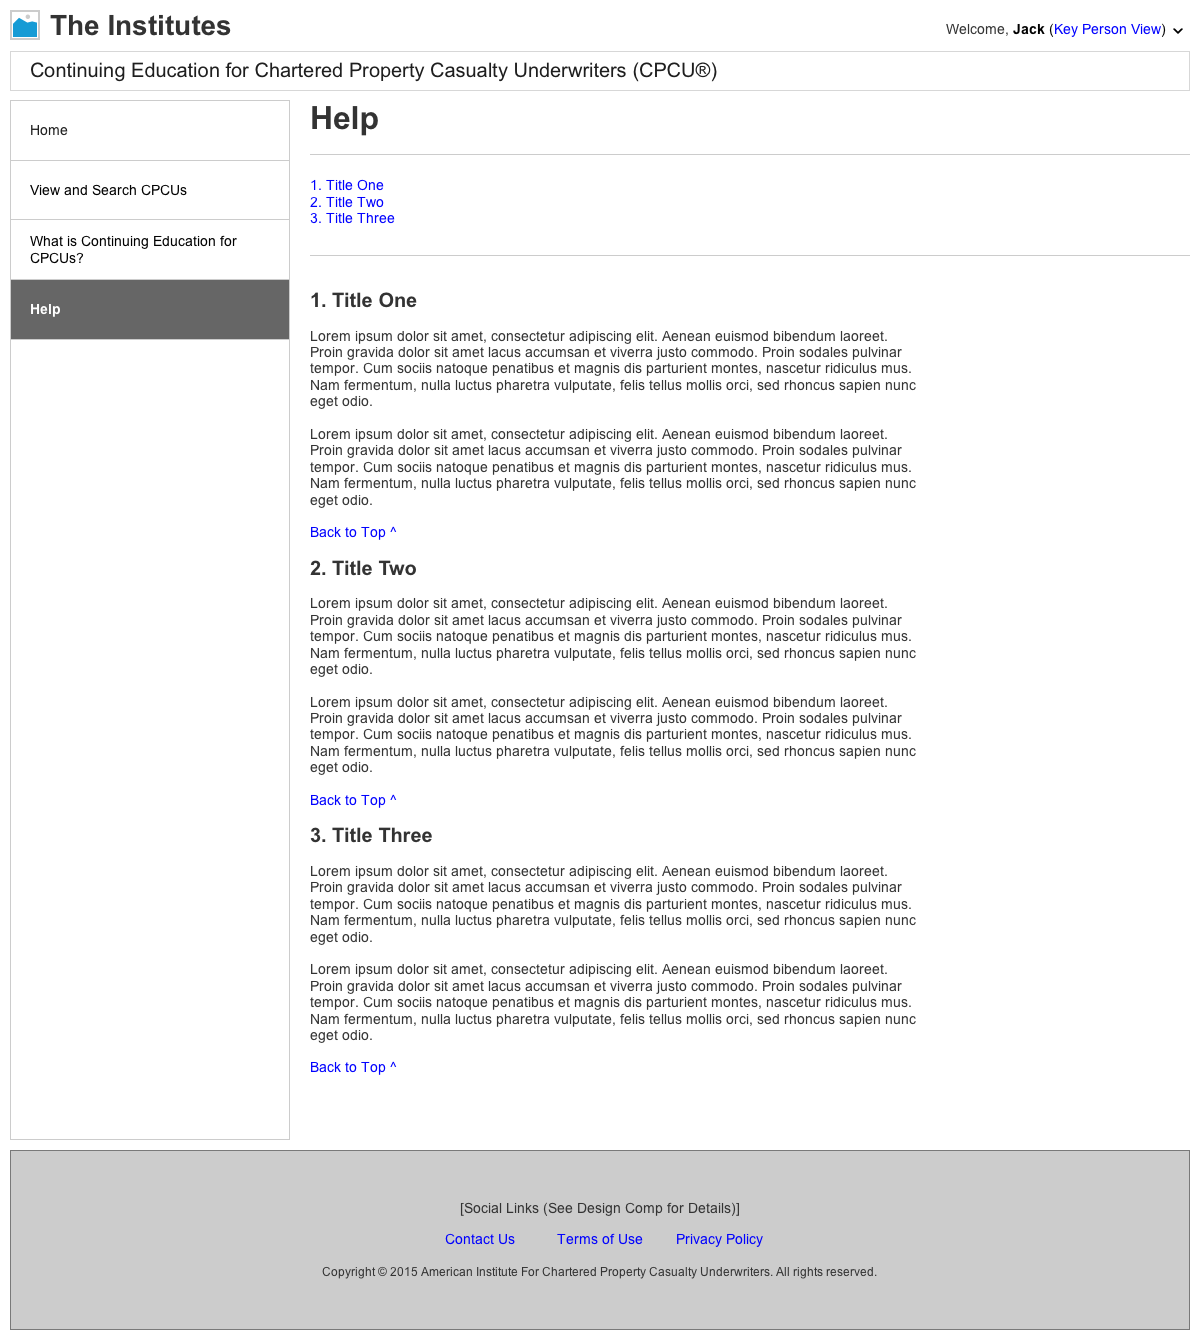 The Institutes
Welcome, Jack (Key Person View)
Continuing Education for Chartered Property Casualty Underwriters (CPCU®)
Home
View and Search CPCUs
What is Continuing Education for
CPCUs?
Help
Help
1. Title One
2. Title Two
3. Title Three
1. Title One
Lorem ipsum dolor sit amet, consectetur adipiscing elit. Aenean euismod bibendum laoreet.
Proin gravida dolor sit amet lacus accumsan et viverra justo commodo. Proin sodales pulvinar
tempor. Cum sociis natoque penatibus et magnis dis parturient montes, nascetur ridiculus mus.
Nam fermentum, nulla luctus pharetra vulputate, felis tellus mollis orci, sed rhoncus sapien nunc
eget odio.
Lorem ipsum dolor sit amet, consectetur adipiscing elit. Aenean euismod bibendum laoreet.
Proin gravida dolor sit amet lacus accumsan et viverra justo commodo. Proin sodales pulvinar
tempor. Cum sociis natoque penatibus et magnis dis parturient montes, nascetur ridiculus mus.
Nam fermentum, nulla luctus pharetra vulputate, felis tellus mollis orci, sed rhoncus sapien nunc
eget odio.
Back to Top ^
2. Title Two
Lorem ipsum dolor sit amet, consectetur adipiscing elit. Aenean euismod bibendum laoreet.
Proin gravida dolor sit amet lacus accumsan et viverra justo commodo. Proin sodales pulvinar
tempor. Cum sociis natoque penatibus et magnis dis parturient montes, nascetur ridiculus mus.
Nam fermentum, nulla luctus pharetra vulputate, felis tellus mollis orci, sed rhoncus sapien nunc
eget odio.
Lorem ipsum dolor sit amet, consectetur adipiscing elit. Aenean euismod bibendum laoreet.
Proin gravida dolor sit amet lacus accumsan et viverra justo commodo. Proin sodales pulvinar
tempor. Cum sociis natoque penatibus et magnis dis parturient montes, nascetur ridiculus mus.
Nam fermentum, nulla luctus pharetra vulputate, felis tellus mollis orci, sed rhoncus sapien nunc
eget odio.
Back to Top ^
3. Title Three
Lorem ipsum dolor sit amet, consectetur adipiscing elit. Aenean euismod bibendum laoreet.
Proin gravida dolor sit amet lacus accumsan et viverra justo commodo. Proin sodales pulvinar
tempor. Cum sociis natoque penatibus et magnis dis parturient montes, nascetur ridiculus mus.
Nam fermentum, nulla luctus pharetra vulputate, felis tellus mollis orci, sed rhoncus sapien nunc
eget odio.
Lorem ipsum dolor sit amet, consectetur adipiscing elit. Aenean euismod bibendum laoreet.
Proin gravida dolor sit amet lacus accumsan et viverra justo commodo. Proin sodales pulvinar
tempor. Cum sociis natoque penatibus et magnis dis parturient montes, nascetur ridiculus mus.
Nam fermentum, nulla luctus pharetra vulputate, felis tellus mollis orci, sed rhoncus sapien nunc
eget odio.
Back to Top ^
[Social Links (See Design Comp for Details)]
Contact Us Terms of Use Privacy Policy
Copyright © 2015 American Institute For Chartered Property Casualty Underwriters. All rights reserved.